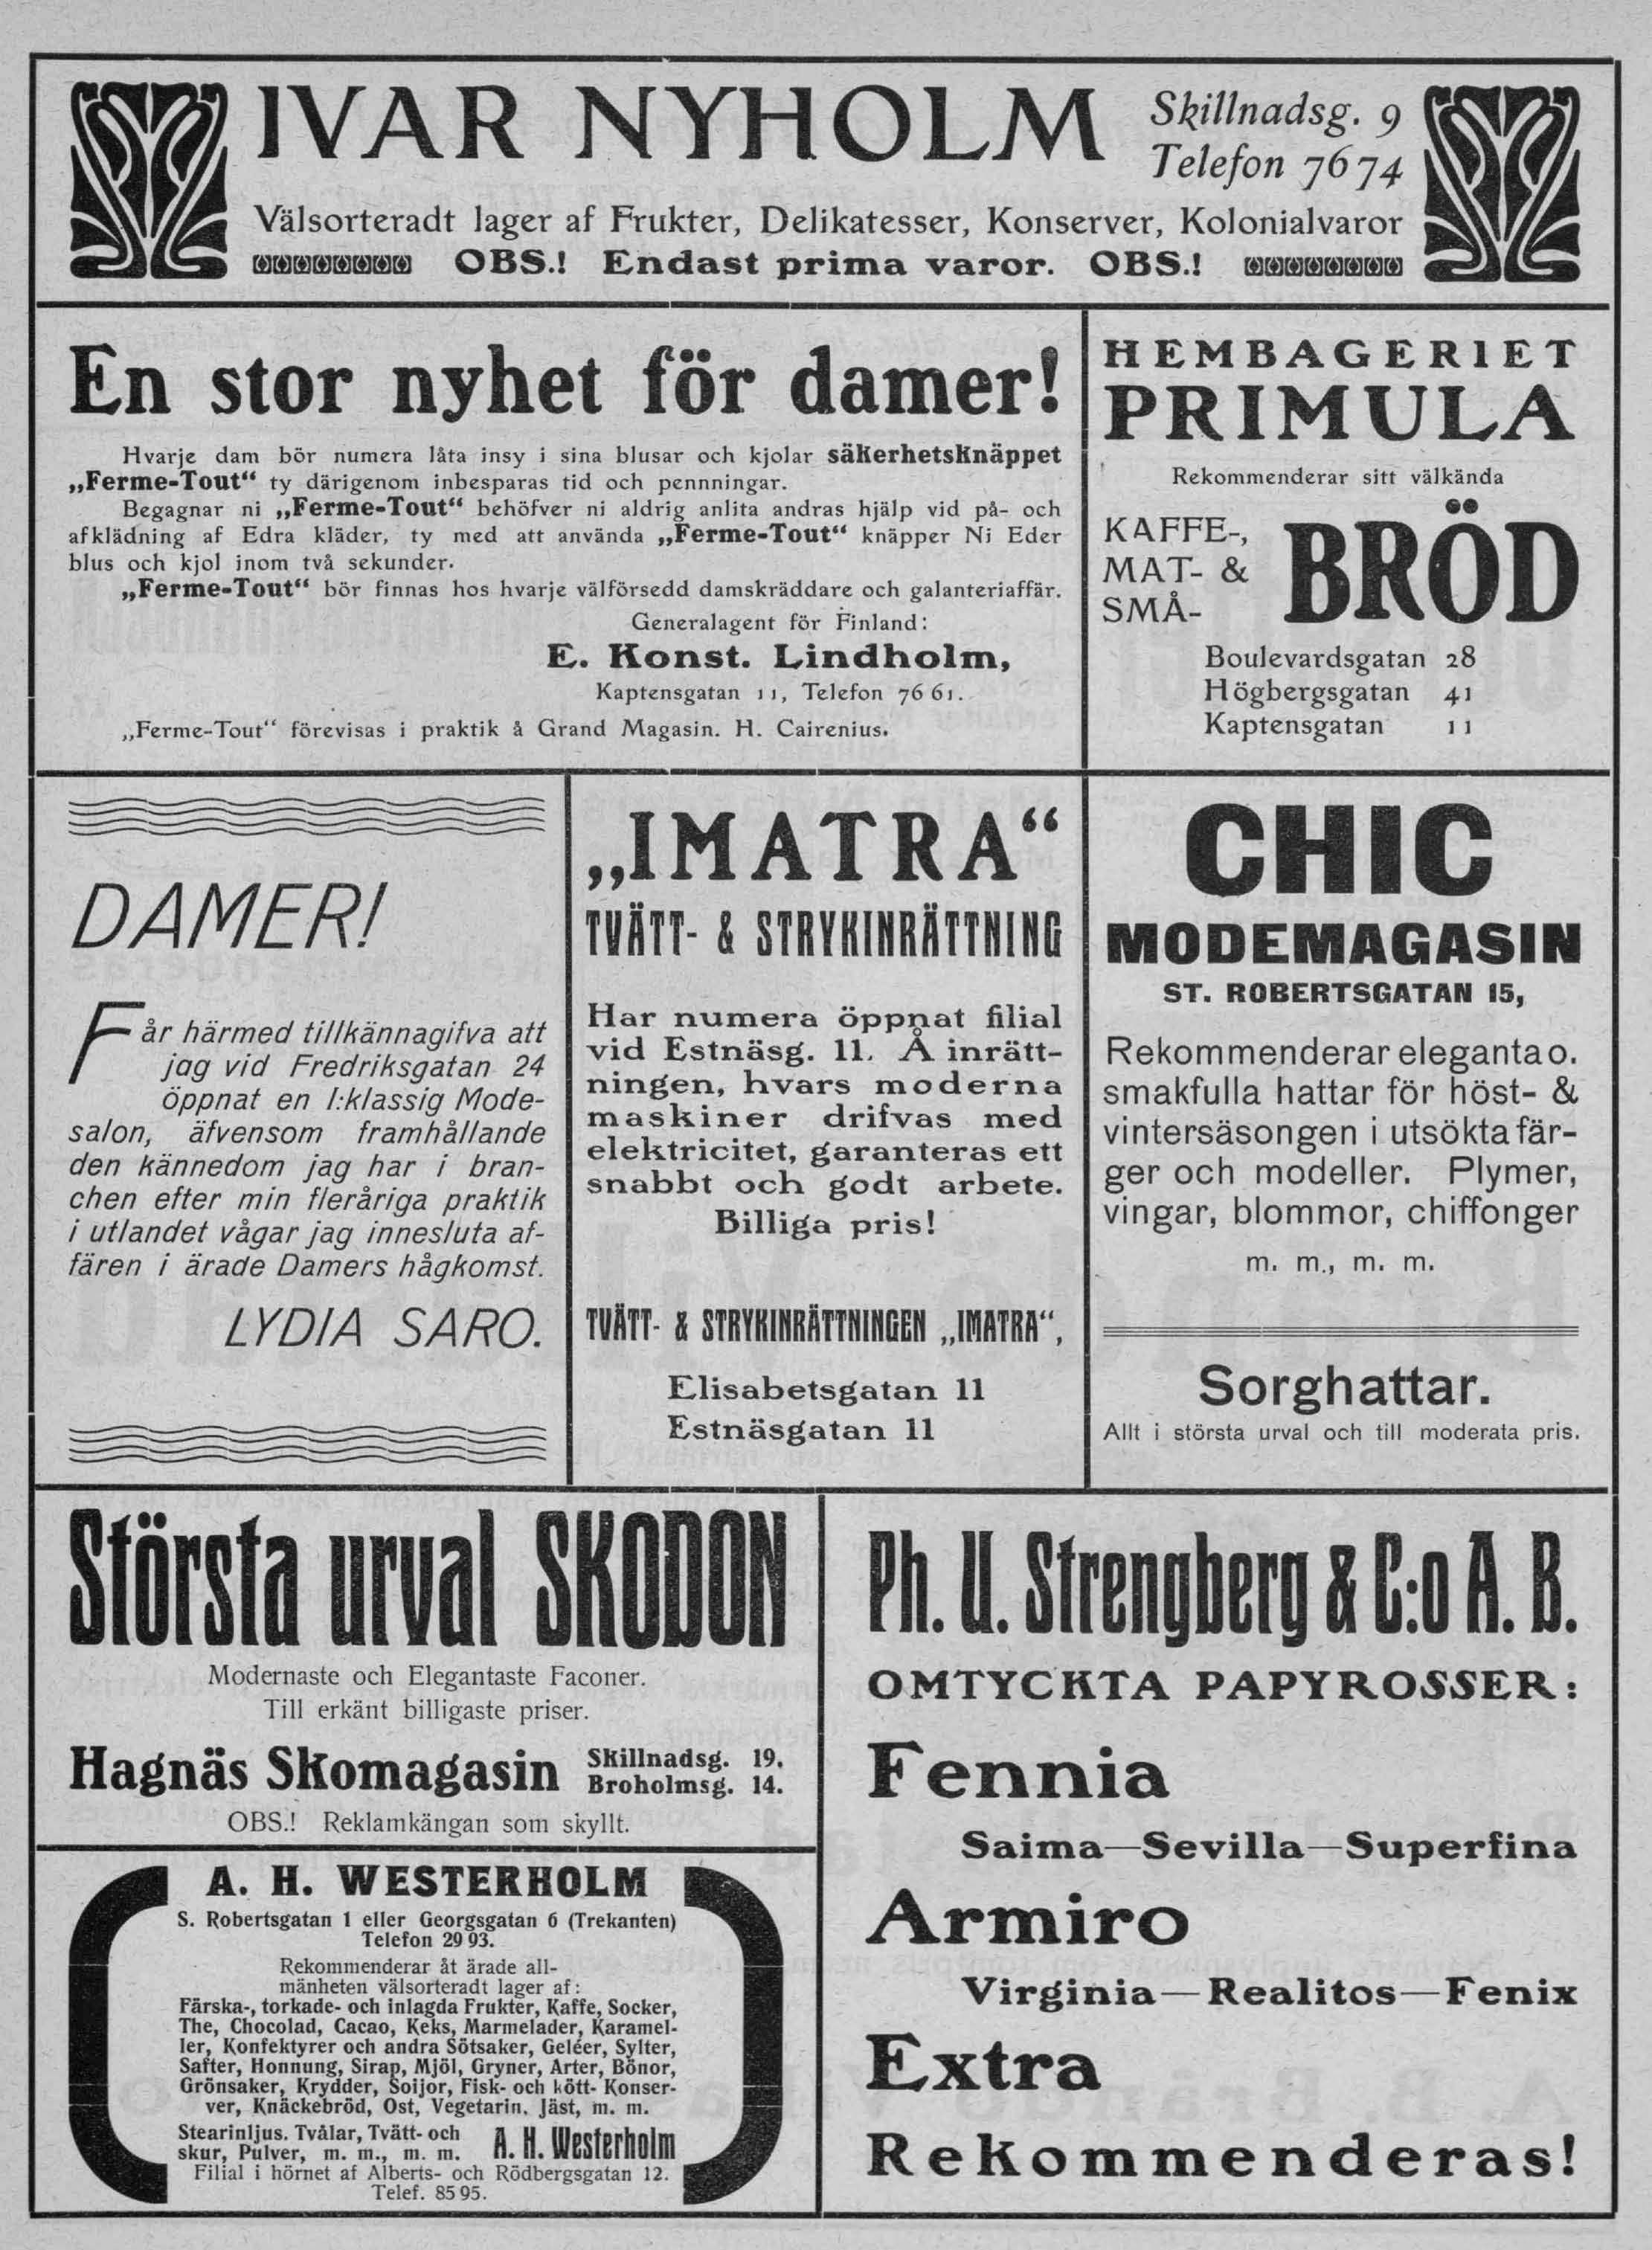 IVAR NYHOLM
Skillnadsg. 9
Telefon 76 74
Välsorteradt lager af Frukter, Delikatesser, Konserver, Kolonialvaror
OBS.! Endast prima varor. OBS.!
En stor nyhet för damer!
Hvarje dam bör numera låta insy i sina blusar och kjolar säkerhetsknäppet
„Ferme-Tout“ ty därigenom inbesparas tid och pennningar.
Begagnar ni „Ferme-Tout“ behöfver ni aldrig anlita andras hjälp vid på- och
afklädning af Edra kläder, ty med att använda „Ferme-Tout“ knäpper Ni Eder
blus och kjol inom två sekunder.
„Ferme-Tout“ bör finnas hos hvarje välförsedd damskräddare och galanteriaffär.
Generalagent för Finland:
E. Konst. Lindholm,
Kaptensgatan 11, Telefon 76 61.
„Ferme-Tout“ förevisas i praktik å Grand Magasin. H. Cairenius.
HEMBAGERIET
PRIMULA
Rekommenderar sitt välkända
KAFFE-,
MAT- &
SMÅ-
BRÖD
Boulevardsgatan 28
Högbergsgatan 41
Kaptensgatan 11
DAMER!
Får härmed tillkännagifva att
jag vid Fredriksgatan 24
öppnat en I:klassig Mode-
salon, äfvensom framhållande
den kännedom jag har i bran-
chen efter min fleråriga praktik
i utlandet vågar jag innesluta af-
fären i ärade Damers hågkomst.
LYDIA SARO.
„IMATRA“
TVÄTT- & STRYKINRÄTTNING
Har numera öppnat filial
vid Estnäsg. 11. Å inrätt-
ningen, hvars moderna
maskiner drifvas med
elektricitet, garanteras ett
snabbt och godt arbete.
Billiga pris!
TVÄTT- & STRYKINRÄTTNINGEN „IMATRA“,
Elisabetsgatan 11
Estnäsgatan 11
CHIC
MODEMAGASIN
ST. ROBERTSGATAN 15,
Rekommenderar eleganta o.
smakfulla hattar för höst- &
vintersäsongen i utsökta fär-
ger och modeller. Plymer,
vingar, blommor, chiffonger
m. m., m. m.
Sorghattar.
Allt i största urval och till moderata pris.
Största urval SKODON
Modernaste och Elegantaste Faconer.
Till erkänt billigaste priser.
Hagnäs Skomagasin
Skillnadsg. 19.
Broholmsg. 14.
OBS.! Reklamkängan som skyllt.
A. H. WESTERHOLM
S. Robertsgatan 1 eller Georgsgatan 6 (Trekanten)
Telefon 29 93.
Rekommenderar åt ärade all-
mänheten välsorteradt lager af:
Färska-, torkade- och inlagda Frukter, Kaffe, Socker,
The, Chocolad, Cacao, Keks, Marmelader, Karamel-
ler, Konfektyrer och andra Sötsaker, Geléer, Sylter,
Safter, Honnung, Sirap, Mjöl, Gryner, Arter, Bönor,
Grönsaker, Krydder, Soijor, Fisk- och kött- Konser-
ver, Knäckebröd, Ost, Vegetarin, Jäst, m. m.
Stearinljus. Tvålar, Tvätt- och
skur, Pulver, m. m., m. m.
A. H. Westerholm
Filial i hörnet af Alberts- och Rödbergsgatan 12.
Telef. 85 95.
Ph. U. Strengberg & C:o A. B.
OMTYCKTA PAPYROSSER:
Fennia
Saima—Sevilla—Superfina
Armiro
Virginia—Realitos—Fenix
Extra
Rekommenderas!